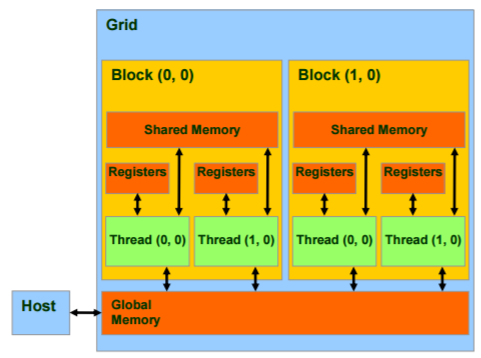 Grid
Block (0, 0)
Block (1, 0)
Shared Memory
Shared Memory
Registers
Registers
Registers
Registers
Thread (0, 0)
Thread (1, 0)
Thread (0, 0)
Thread (1, 0)
Host
Global
Memory